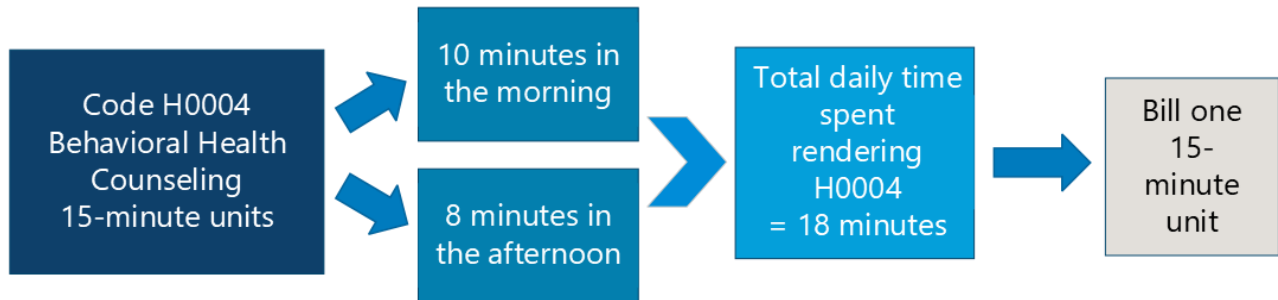 Code H0004
Behavioral Health
Counseling
15-minute units
10 minutes in
the morning
8 minutes in
the afternoon
Total daily time
spent
rendering
H0004
= 18 minutes
Bill one
15-
minute
unit